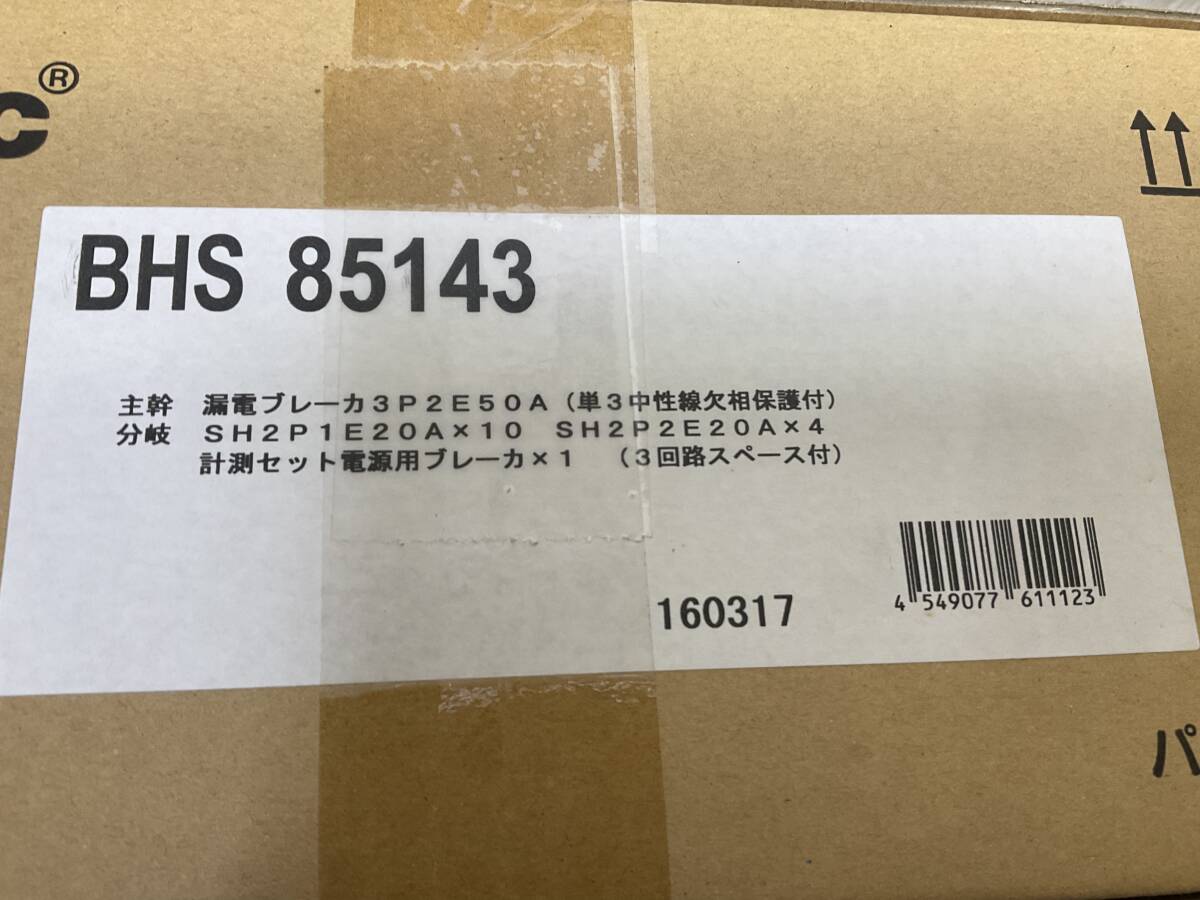 c®
BHS 85143
主幹 漏電ブレーカ3P2E50A(単3中性線欠相保護付)
分岐 SH2P1E20A×10 SH2P2E20A×4
計測セット電源用ブレーカ×1 (3回路スペース付)
160317
4 549077 611123
パ